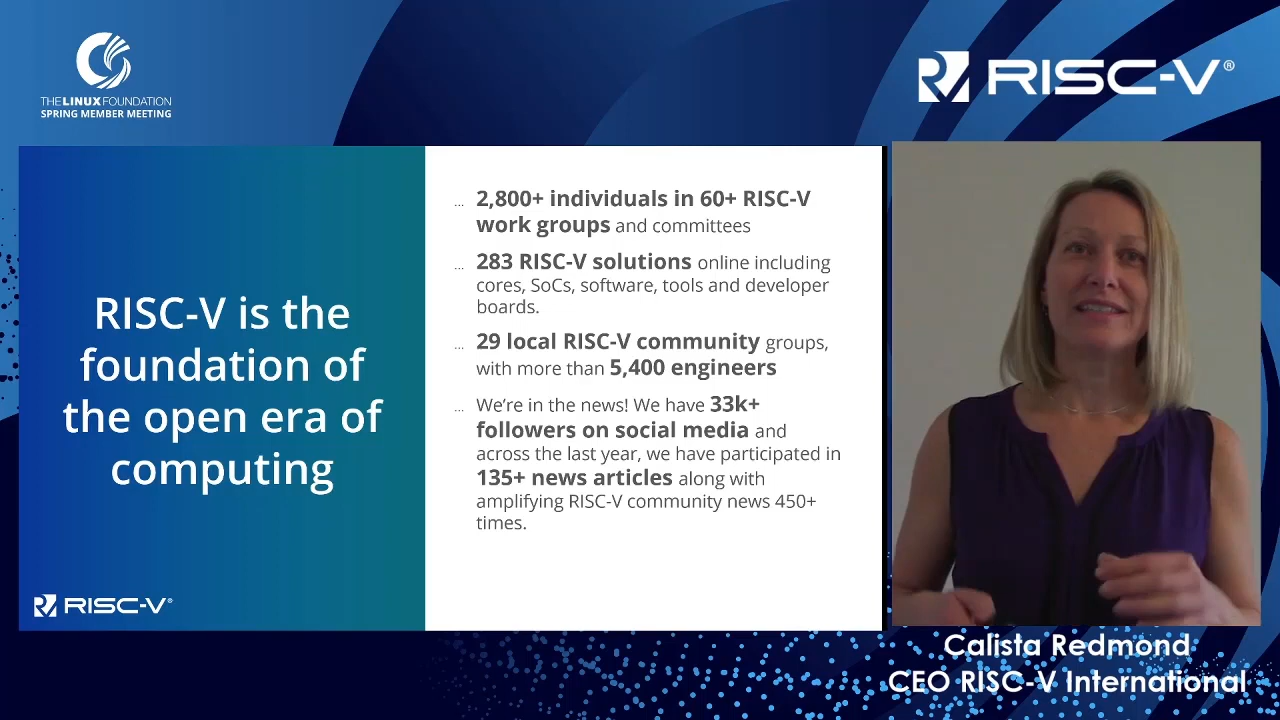 THE LINUX FOUNDATION
SPRING MEMBER MEETING
RISC-V®
RISC-V is the
foundation of
the open era of
computing
RISC-V®
... 2,800+ individuals in 60+ RISC-V
work groups and committees
... 283 RISC-V solutions online including
cores, SoCs, software, tools and developer
boards.
... 29 local RISC-V community groups,
with more than 5,400 engineers
... We’re in the news! We have 33k+
followers on social media and
across the last year, we have participated in
135+ news articles along with
amplifying RISC-V community news 450+
times.
Calista Redmond
CEO RISC-V International